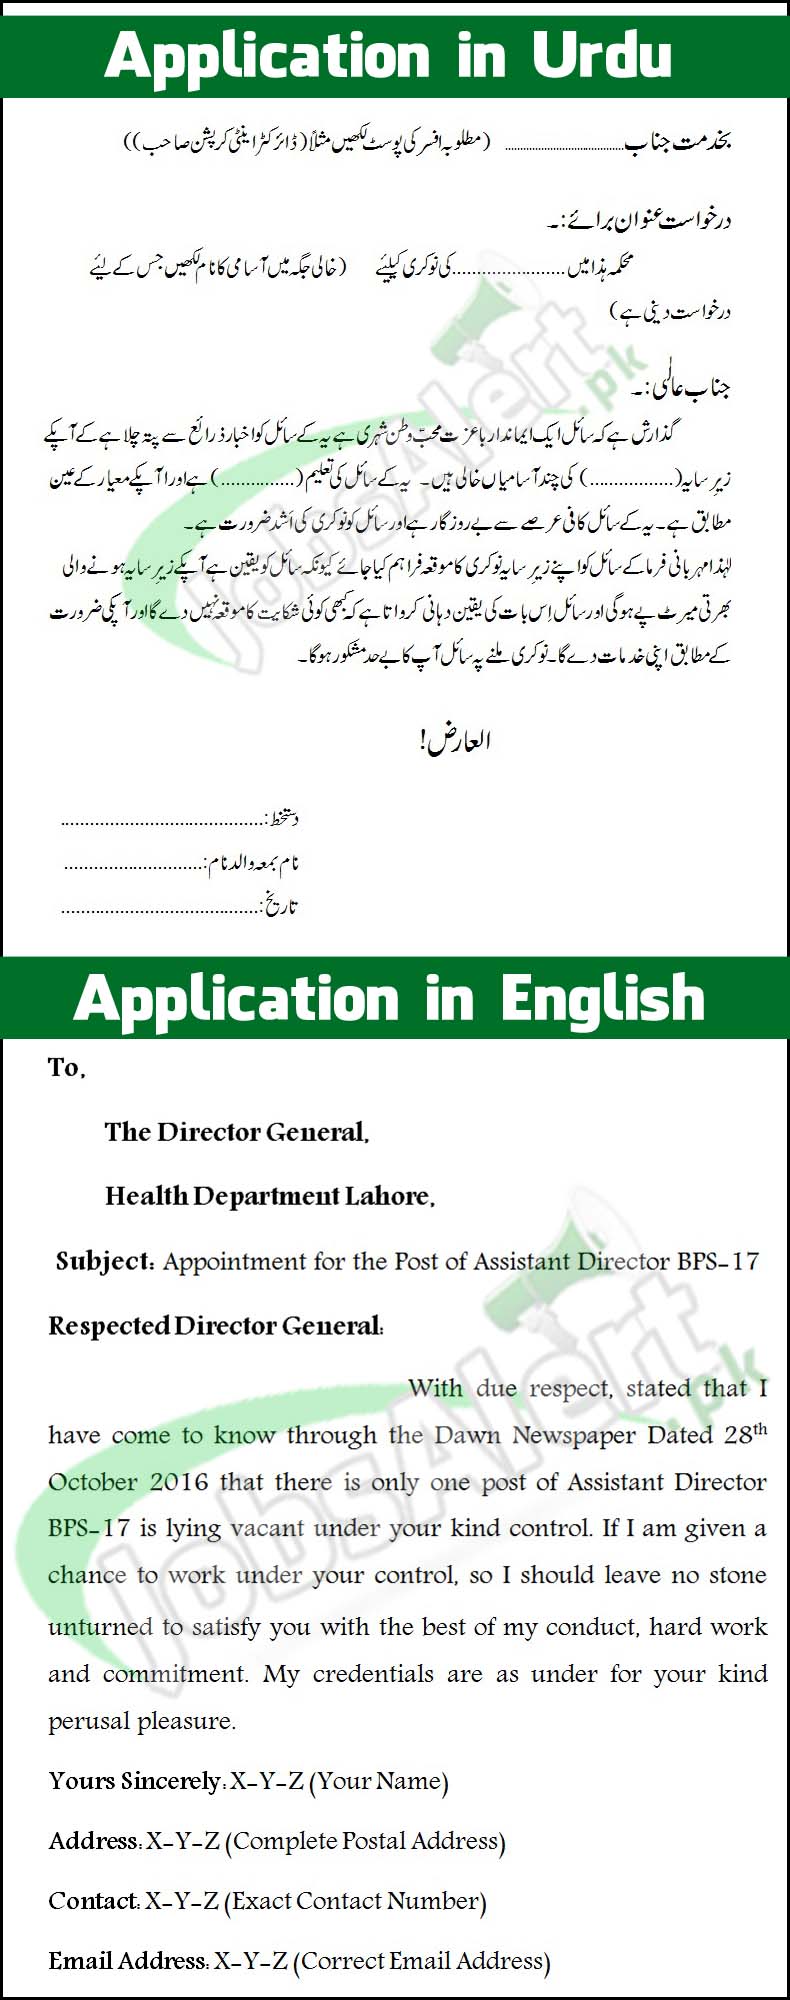 Application in Urdu
بخدمت جناب........................................ (مطلوبہ افسر کی پوسٹ لکھیں مثلاً (ڈائرکٹر اینٹی کرپشن صاحب))
درخواست عنوان برائے:۔
محکمہ ہذا میں .......................کی نوکری کیلیئے (خالی جگہ میں آسامی کا نام لکھیں جس کے لیئے
درخواست دینی ہے)
جناب عالٰی:۔
گذارش ہے کہ سائل ایک ایماندار باعزت محبّ وطن شہری ہے یہ کے سائل کو اخبار ذرائع سے پتہ چلا ہے کے آپکے
زیرِ سایہ(.................) کی چند آسامیاں خالی ہیں۔ یہ کے سائل کی تعلیم (...............) ہے اور اآپکے معیار کے عین
مطابق ہے۔ یہ کے سائل کافی عرصے سے بے روزگار ہے اور سائل کو نوکری کی اَشد ضرورت ہے۔
لہذا مہربانی فرما کے سائل کو اپنے زیرِ سایہ نوکری کا موقعہ فراہم کیا جائے کیونکہ سائل کو یقین ہے آپکے زیرِ سایہ ہونے والی
بھرتی میرٹ پے ہوگی اور سائل اِس بات کی یقین دہانی کرواتا ہے کہ کبھی کوئی شکایت کا موقعہ نہیں دے گا اور آپکی ضرورت
کے مطابق اپنی خدمات دے گا۔ نوکری ملنے پہ سائل آپ کا بے حد مشکور ہوگا۔
العارض!
دستخط:.........................................
نام بمعہ والد نام:............................
تاریخ:........................................
JobsAlert.pk
Application in English
To,
The Director General,
Health Department Lahore,
Subject: Appointment for the Post of Assistant Director BPS-17
Respected Director General:
With due respect, stated that I
have come to know through the Dawn Newspaper Dated 28th
October 2016 that there is only one post of Assistant Director
BPS-17 is lying vacant under your kind control. If I am given a
chance to work under your control, so I should leave no stone
unturned to satisfy you with the best of my conduct, hard work
and commitment. My credentials are as under for your kind
perusal pleasure.
Yours Sincerely: X-Y-Z (Your Name)
Address: X-Y-Z (Complete Postal Address)
Contact: X-Y-Z (Exact Contact Number)
Email Address: X-Y-Z (Correct Email Address)
JobsAlert.pk